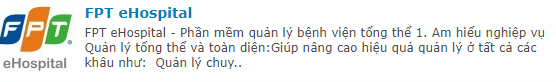 FPT
eHospital
FPT eHospital
FPT eHospital - Phần mềm quản lý bệnh viện tổng thể 1. Am hiểu nghiệp vụ
Quản lý tổng thể và toàn diện:Giúp nâng cao hiệu quả quản lý ở tất cả các
khâu như:  Quản lý chuy..